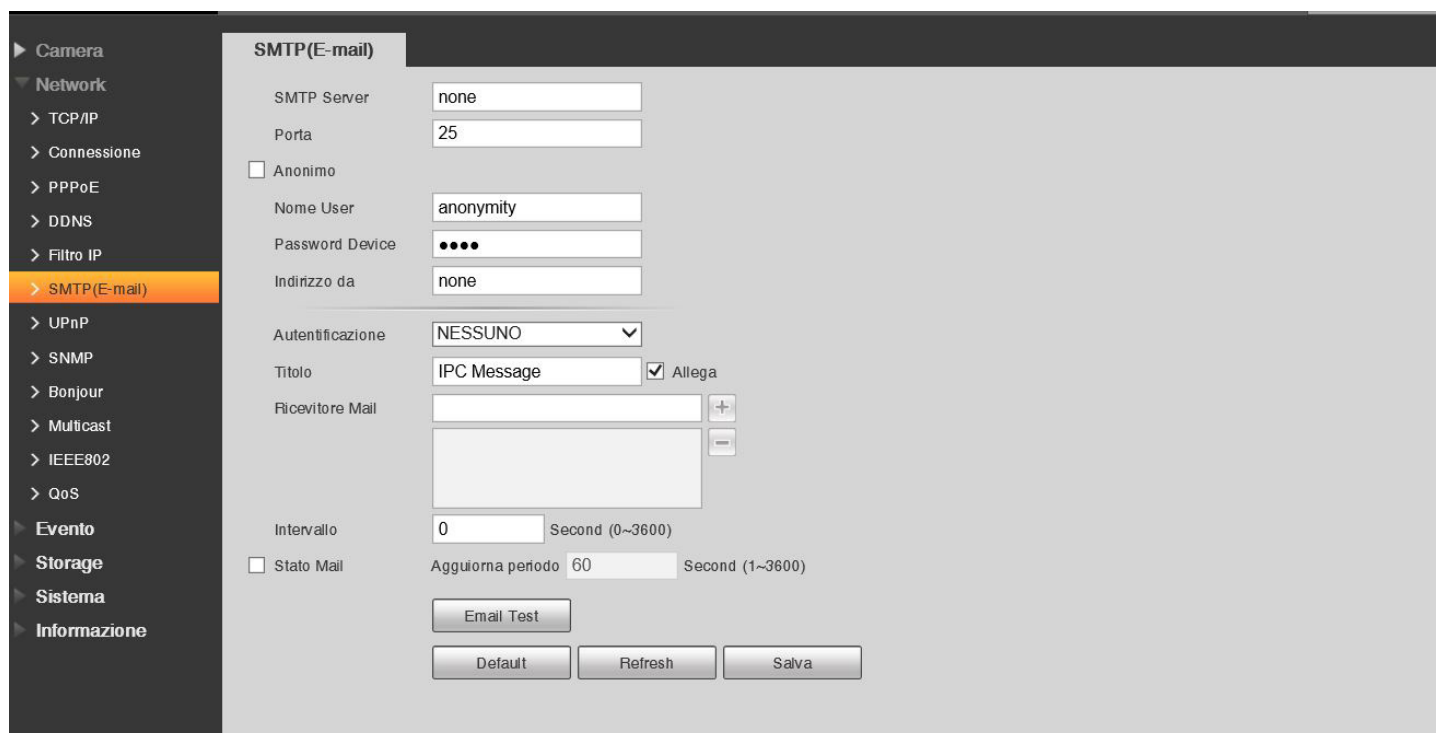 Camera
Network
TCP/IP
Connessione
PPPoE
DDNS
Filtro IP
SMTP(E-mail)
UPnP
SNMP
Bonjour
Multicast
IEEE802
QoS
Evento
Storage
Sistema
Informazione
SMTP(E-mail)
SMTP Server none
Porta 25
Anonimo
Nome User anonymity
Password Device ●●●●
Indirizzo da none
Autentificazione NESSUNO
Titolo IPC Message Allega
Ricevitore Mail
Intervallo 0 Second (0~3600)
Stato Mail Agguiorna periodo 60 Second (1~3600)
Email Test
Default Refresh Salva